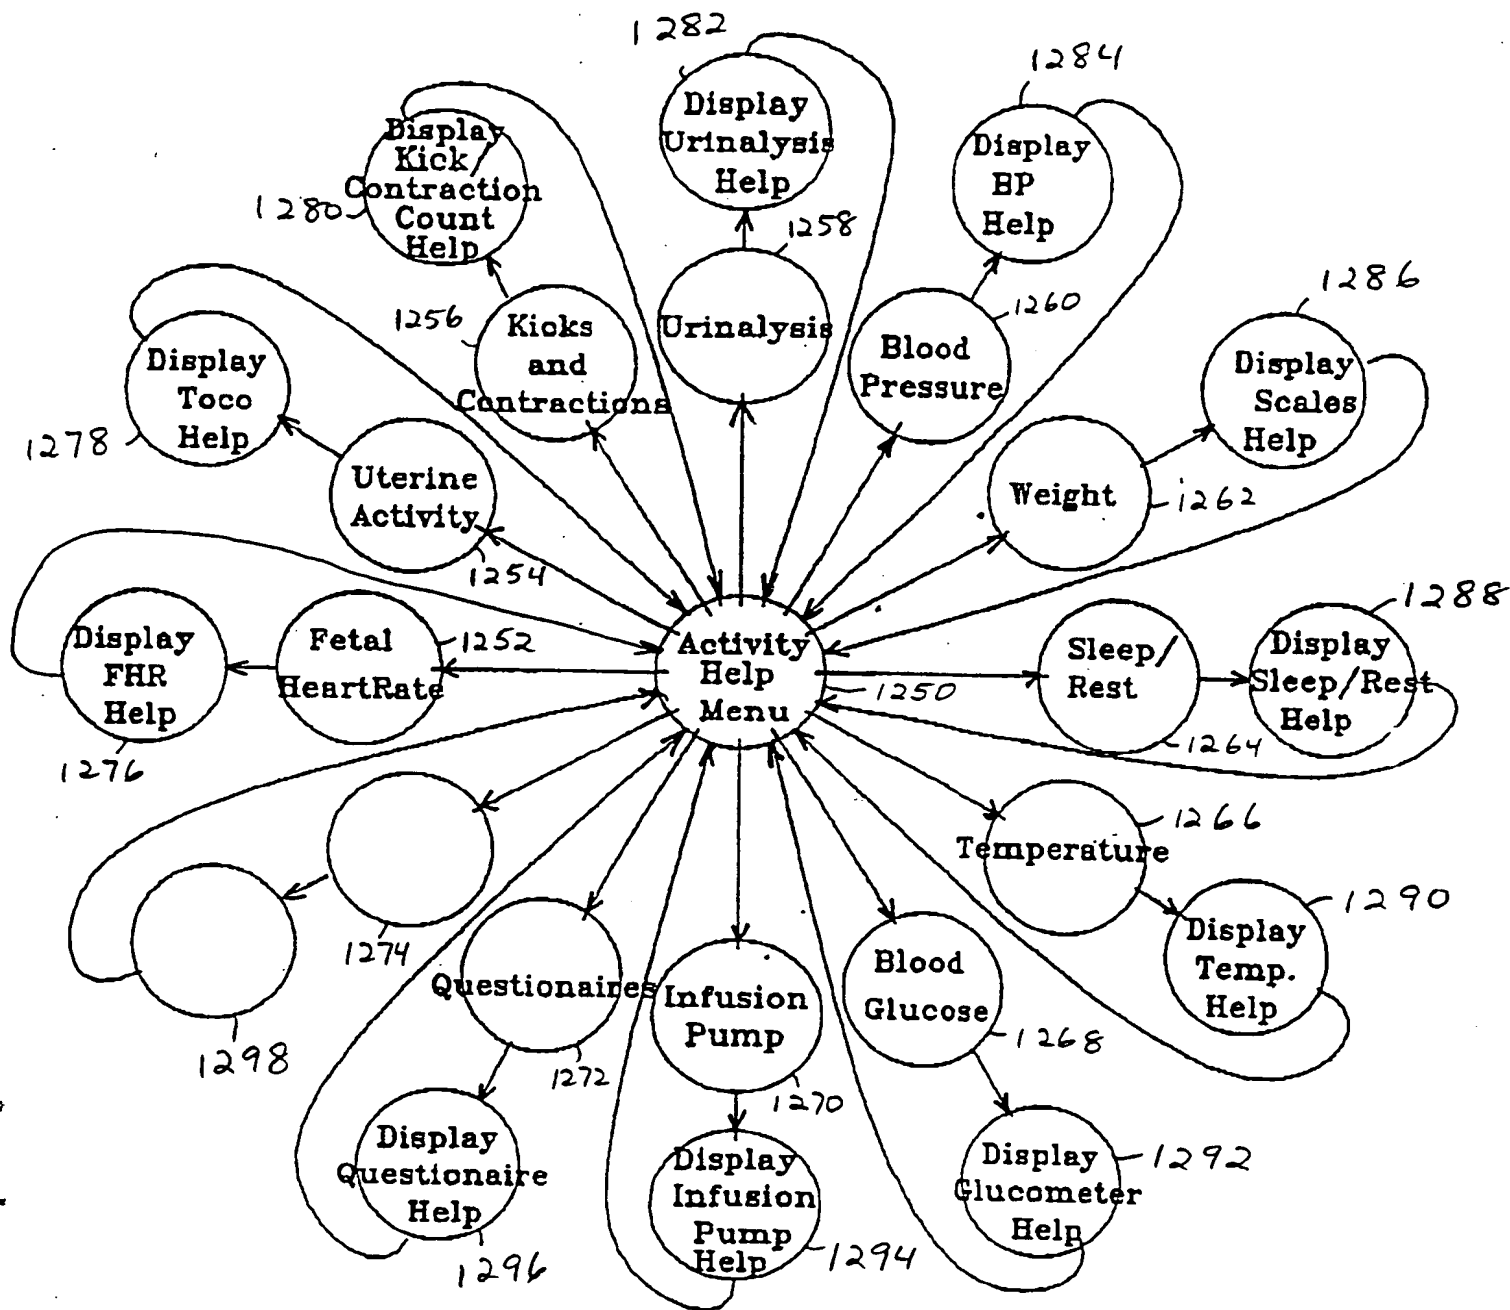 1282
Display
Urinalysis
Help
1284
Display
BP
Help
Display
Kick/
Contraction
Count
Help
1280
1258
Urinalysis
1260
Blood
Pressure
1286
Display
Scales
Help
1256
Kicks
and
Contractions
Display
Toco
Help
1278
Uterine
Activity
1254
Weight
1262
1288
Display
Sleep/Rest
Help
Sleep/
Rest
1264
Activity
Help
Menu
1250
1252
Fetal
HeartRate
Display
FHR
Help
1276
1266
Temperature
1290
Display
Temp.
Help
1274
1298
Questionaires
1272
Infusion
Pump
1270
Blood
Glucose
1268
Display
Questionaire
Help
1296
Display
Infusion
Pump
Help
1294
Display
Glucometer
Help
1292